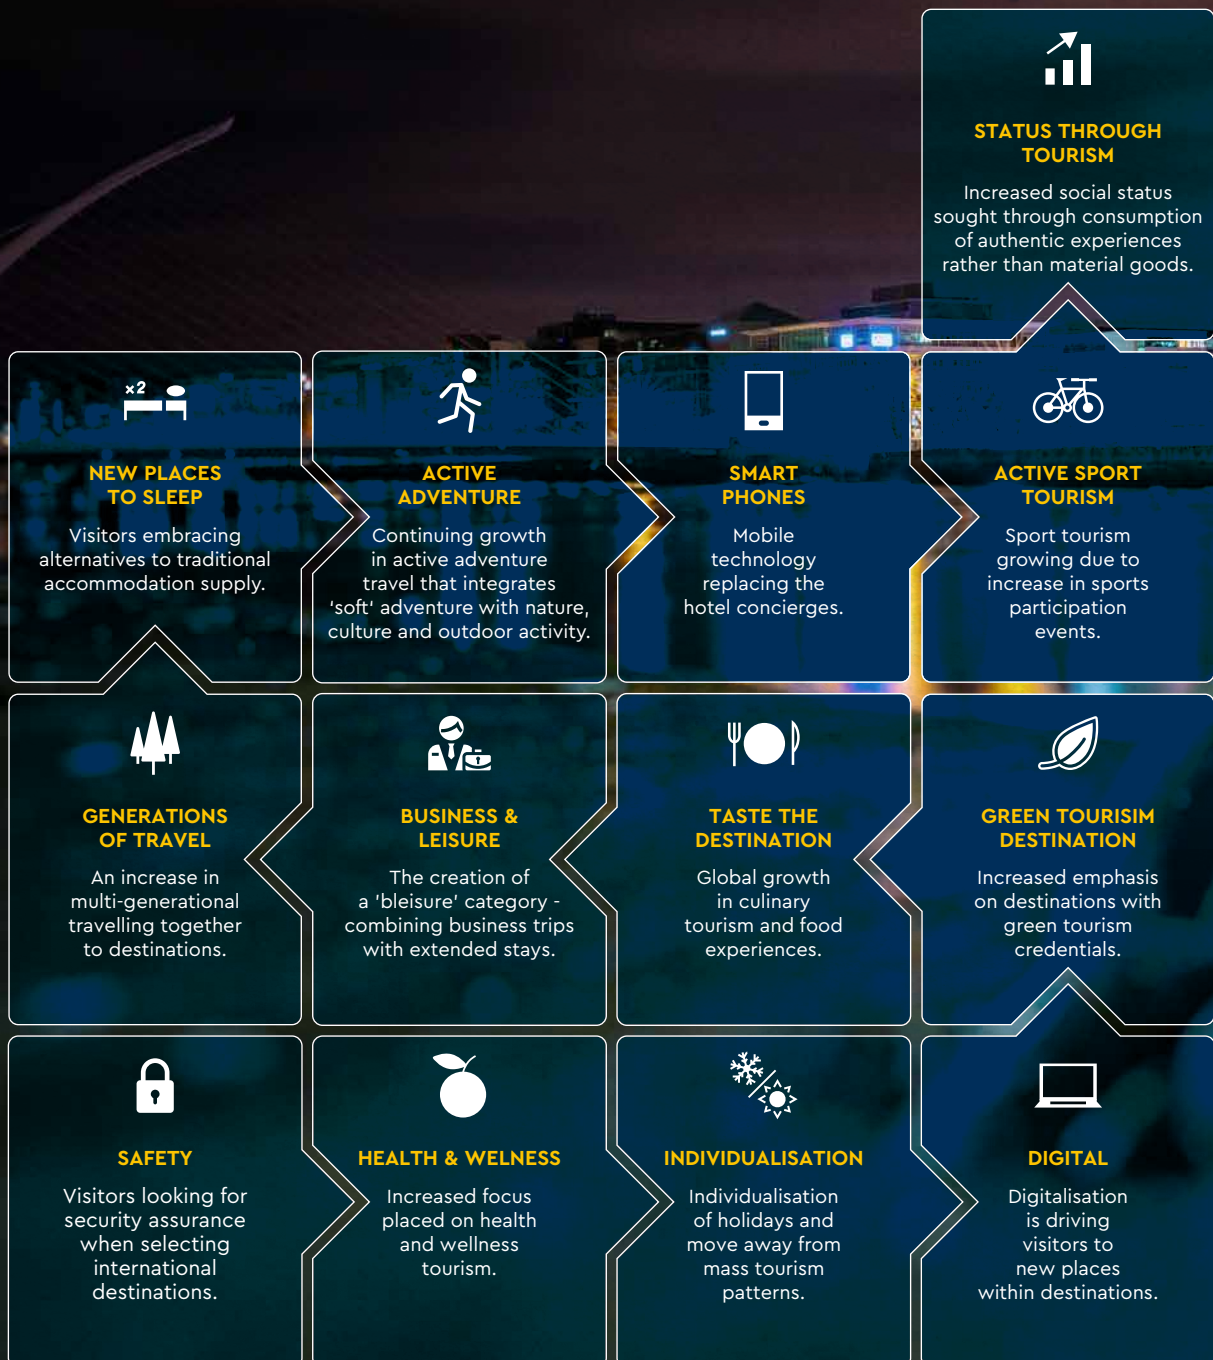 STATUS THROUGH
TOURISM
Increased social status
sought through consumption
of authentic experiences
rather than material goods.
x2
NEW PLACES
TO SLEEP
Visitors embracing
alternatives to traditional
accommodation supply.
ACTIVE
ADVENTURE
Continuing growth
in active adventure
travel that integrates
‘soft‘ adventure with nature,
culture and outdoor activity.
SMART
PHONES
Mobile
technology
replacing the
hotel concierges.
ACTIVE SPORT
TOURISM
Sport tourism
growing due to
increase in sports
participation
events.
GENERATIONS
OF TRAVEL
An increase in
multi-generational
travelling together
to destinations.
BUSINESS &
LEISURE
The creation of
a 'bleisure' category -
combining business trips
with extended stays.
TASTE THE
DESTINATION
Global growth
in culinary
tourism and food
experiences.
GREEN TOURISIM
DESTINATION
Increased emphasis
on destinations with
green tourism
credentials.
SAFETY
Visitors looking for
security assurance
when selecting
international
destinations.
HEALTH & WELNESS
Increased focus
placed on health
and wellness
tourism.
INDIVIDUALISATION
Individualisation
of holidays and
move away from
mass tourism
patterns.
DIGITAL
Digitalisation
is driving
visitors to
new places
within destinations.